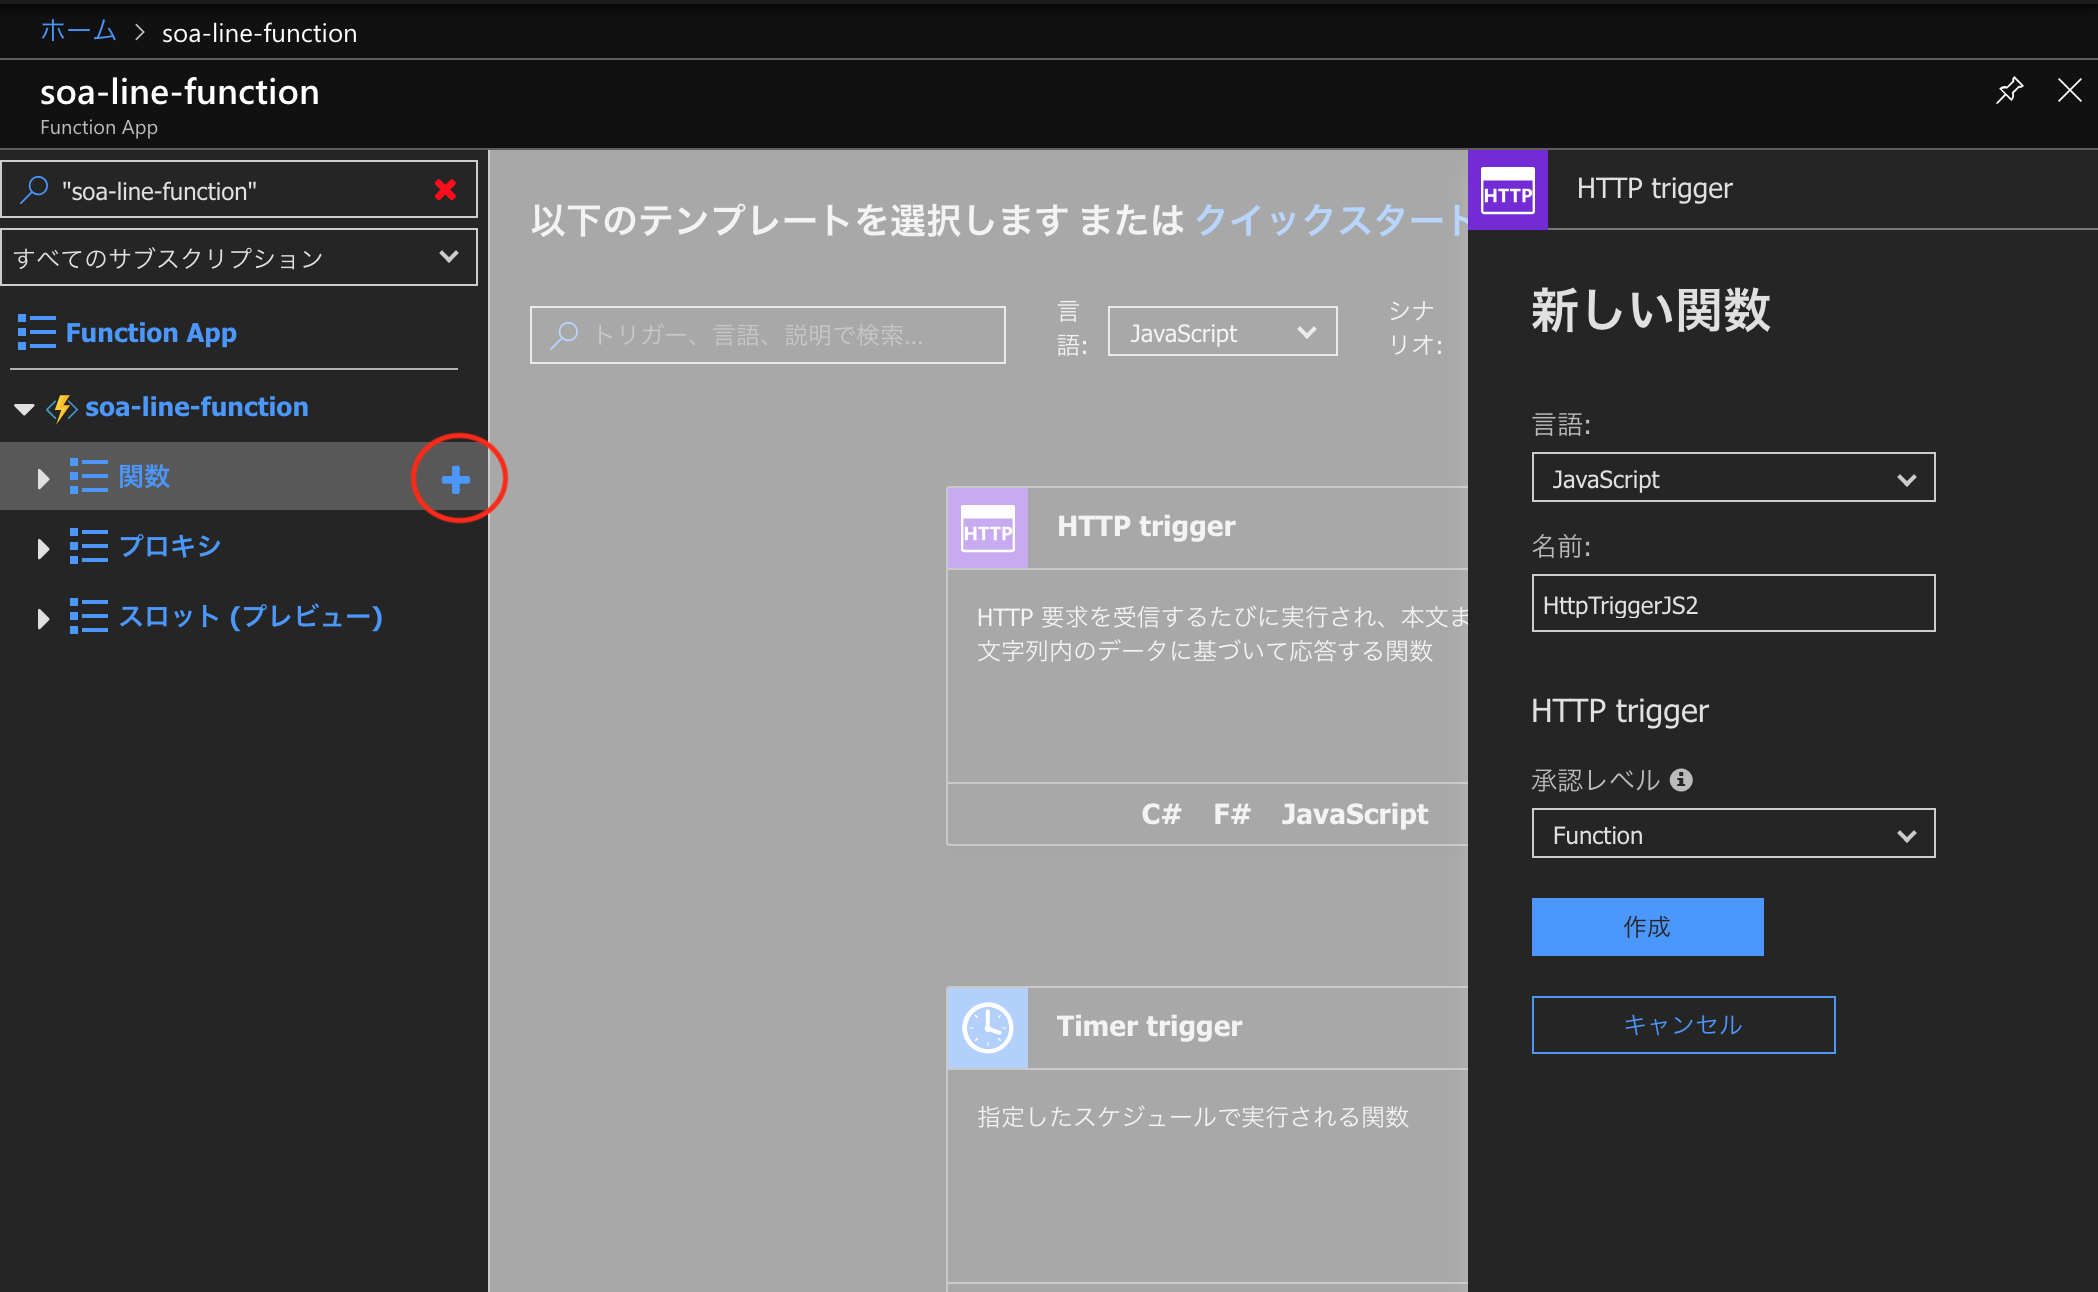 ホーム > soa-line-function
soa-line-function
Function App
"soa-line-function"
すべてのサブスクリプション
Function App
soa-line-function
関数
プロキシ
スロット (プレビュー)
以下のテンプレートを選択します または クイックスタート
トリガー、言語、説明で検索...
言
語:
JavaScript
シナ
リオ:
HTTP
HTTP trigger
HTTP 要求を受信するたびに実行され、本文ま
文字列内のデータに基づいて応答する関数
C# F# JavaScript
Timer trigger
指定したスケジュールで実行される関数
HTTP
HTTP trigger
新しい関数
言語:
JavaScript
名前:
HttpTriggerJS2
HTTP trigger
承認レベル
Function
作成
キャンセル